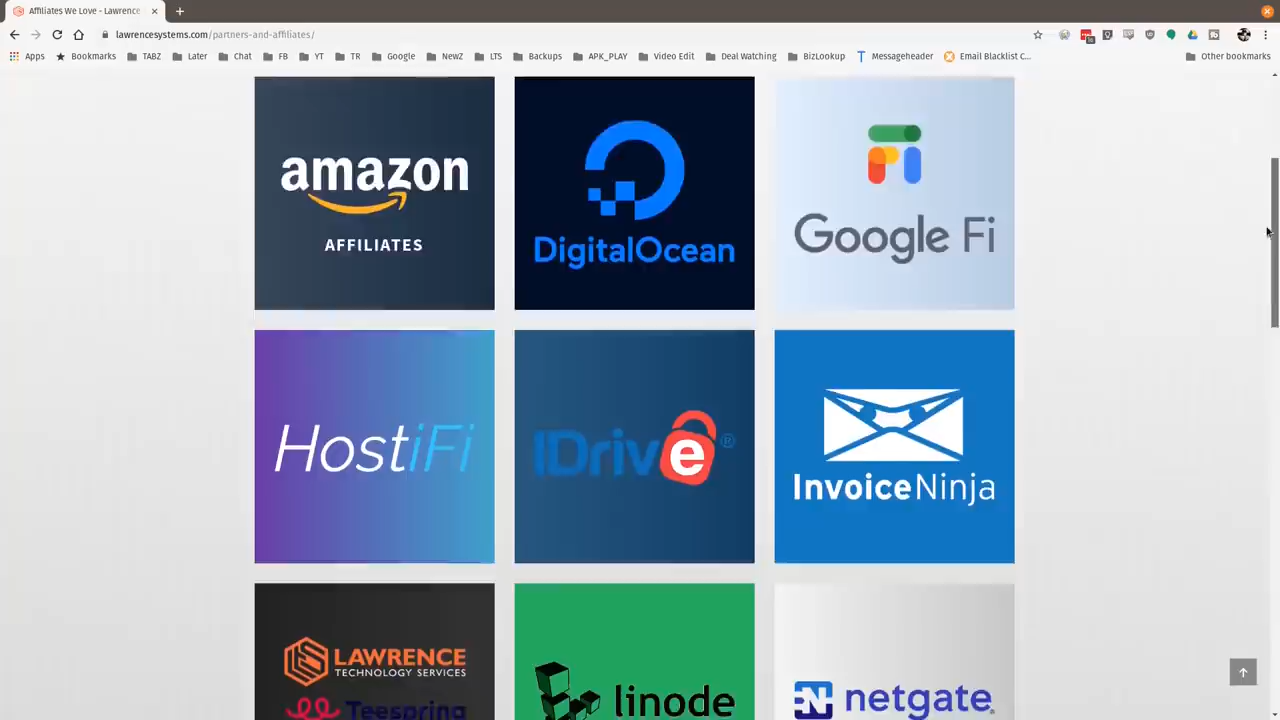 Affiliates We Love - Lawrence
lawrencesystems.com/partners-and-affiliates/
Apps Bookmarks TABZ Later Chat FB YT TR Google NewZ LTS Backups APK_PLAY Video Edit Deal Watching BizLookup Messageheader Email Blacklist C... Other bookmarks
amazon
AFFILIATES
DigitalOcean
Google Fi
HostiFi
IDrive®
InvoiceNinja
LAWRENCE
TECHNOLOGY SERVICES
Teespring
linode
netgate